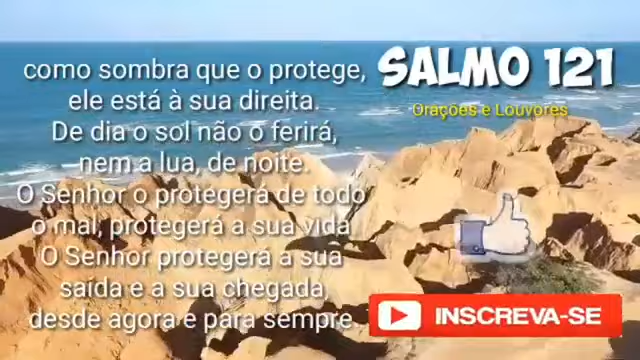 como sombra que o protege,
ele está à sua direita.
De dia o sol não o ferirá,
nem a lua, de noite.
O Senhor o protegerá de todo
o mal, protegerá a sua vida
O Senhor protegerá a sua
saída e a sua chegada,
desde agora e para sempre.
SALMO 121
Orações e Louvores
INSCREVA-SE